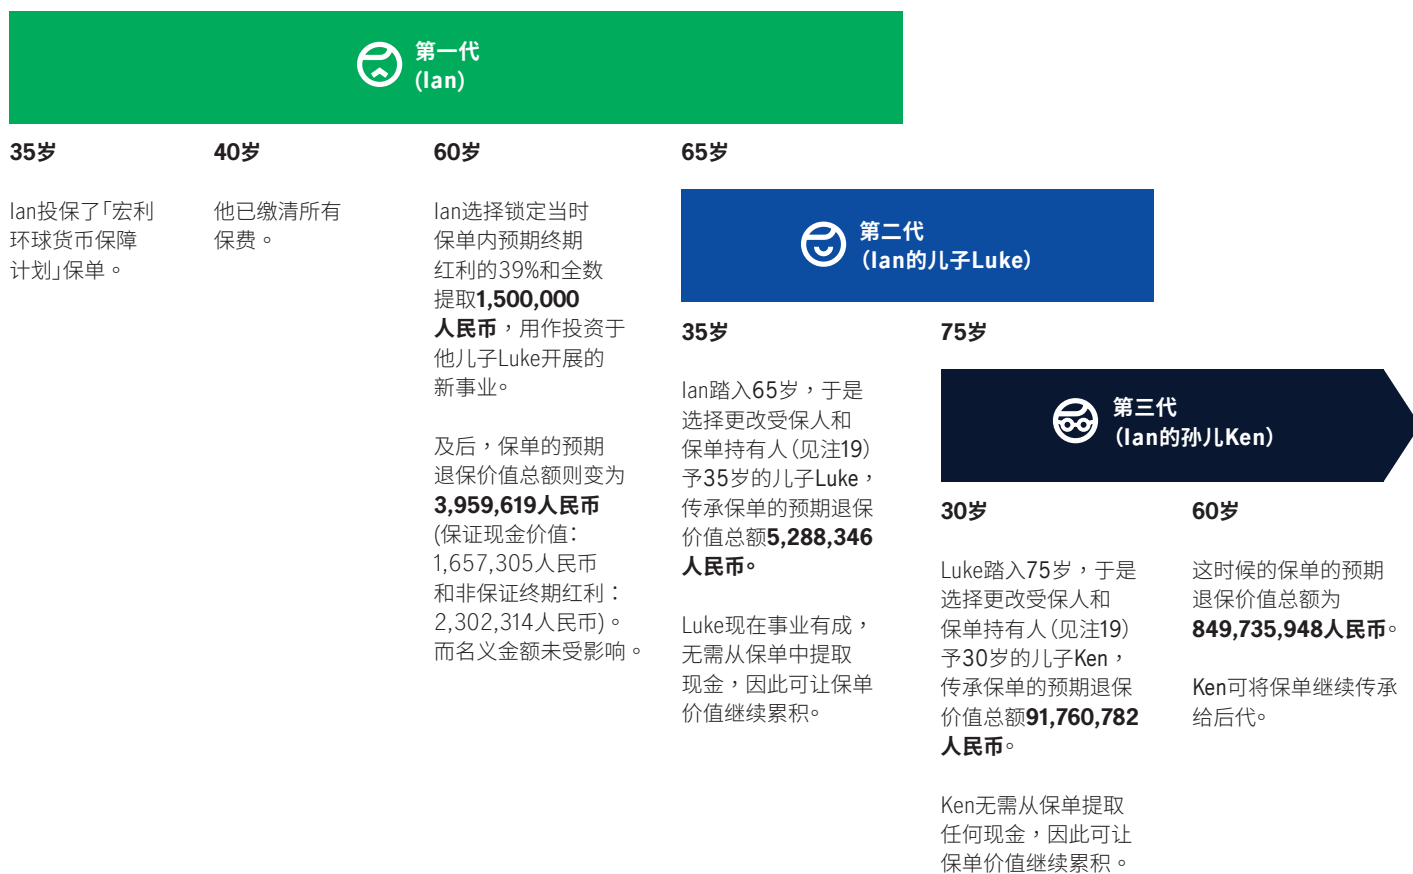 第一代
(Ian)
35岁
Ian投保了「宏利
环球货币保障
计划」保单。
40岁
他已缴清所有
保费。
60岁
Ian选择锁定当时
保单内预期终期
红利的39%和全数
提取1,500,000
人民币，用作投资于
他儿子Luke开展的
新事业。
及后，保单的预期
退保价值总额则变为
3,959,619人民币
(保证现金价值：
1,657,305人民币
和非保证终期红利：
2,302,314人民币)。
而名义金额未受影响。
65岁
第二代
(Ian的儿子Luke)
35岁
Ian踏入65岁，于是
选择更改受保人和
保单持有人(见注19)
予35岁的儿子Luke，
传承保单的预期退保
价值总额5,288,346
人民币。
Luke现在事业有成，
无需从保单中提取
现金，因此可让保单
价值继续累积。
75岁
第三代
(Ian的孙儿Ken)
30岁
Luke踏入75岁，于是
选择更改受保人和
保单持有人(见注19)
予30岁的儿子Ken，
传承保单的预期退保
价值总额91,760,782
人民币。
Ken无需从保单提取
任何现金，因此可让
保单价值继续累积。
60岁
这时候的保单的预期
退保价值总额为
849,735,948人民币。
Ken可将保单继续传承
给后代。